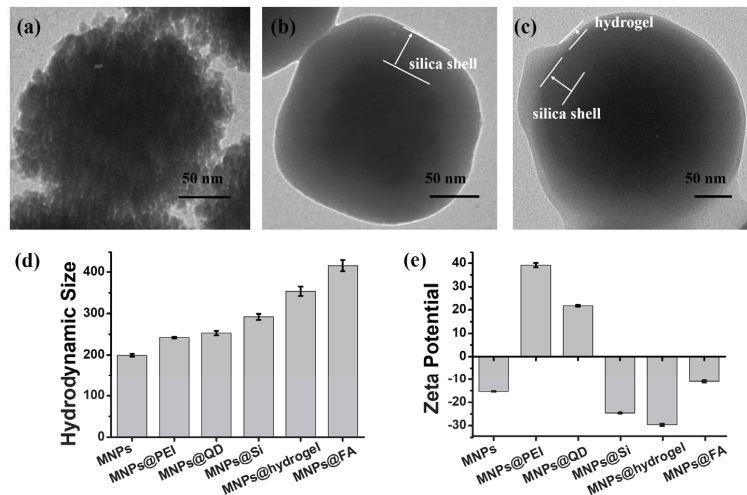 (a)
50 nm
(b)
silica shell
50 nm
(c)
hydrogel
silica shell
50 nm
(d)
Hydrodynamic Size
400
300
200
100
0
MNPs
MNPs@PEI
MNPs@QD
MNPs@Si
MNPs@hydrogel
MNPs@FA
(e)
Zeta Potential
40
30
20
10
0
-10
-20
-30
MNPs
MNPs@PEI
MNPs@QD
MNPs@Si
MNPs@hydrogel
MNPs@FA